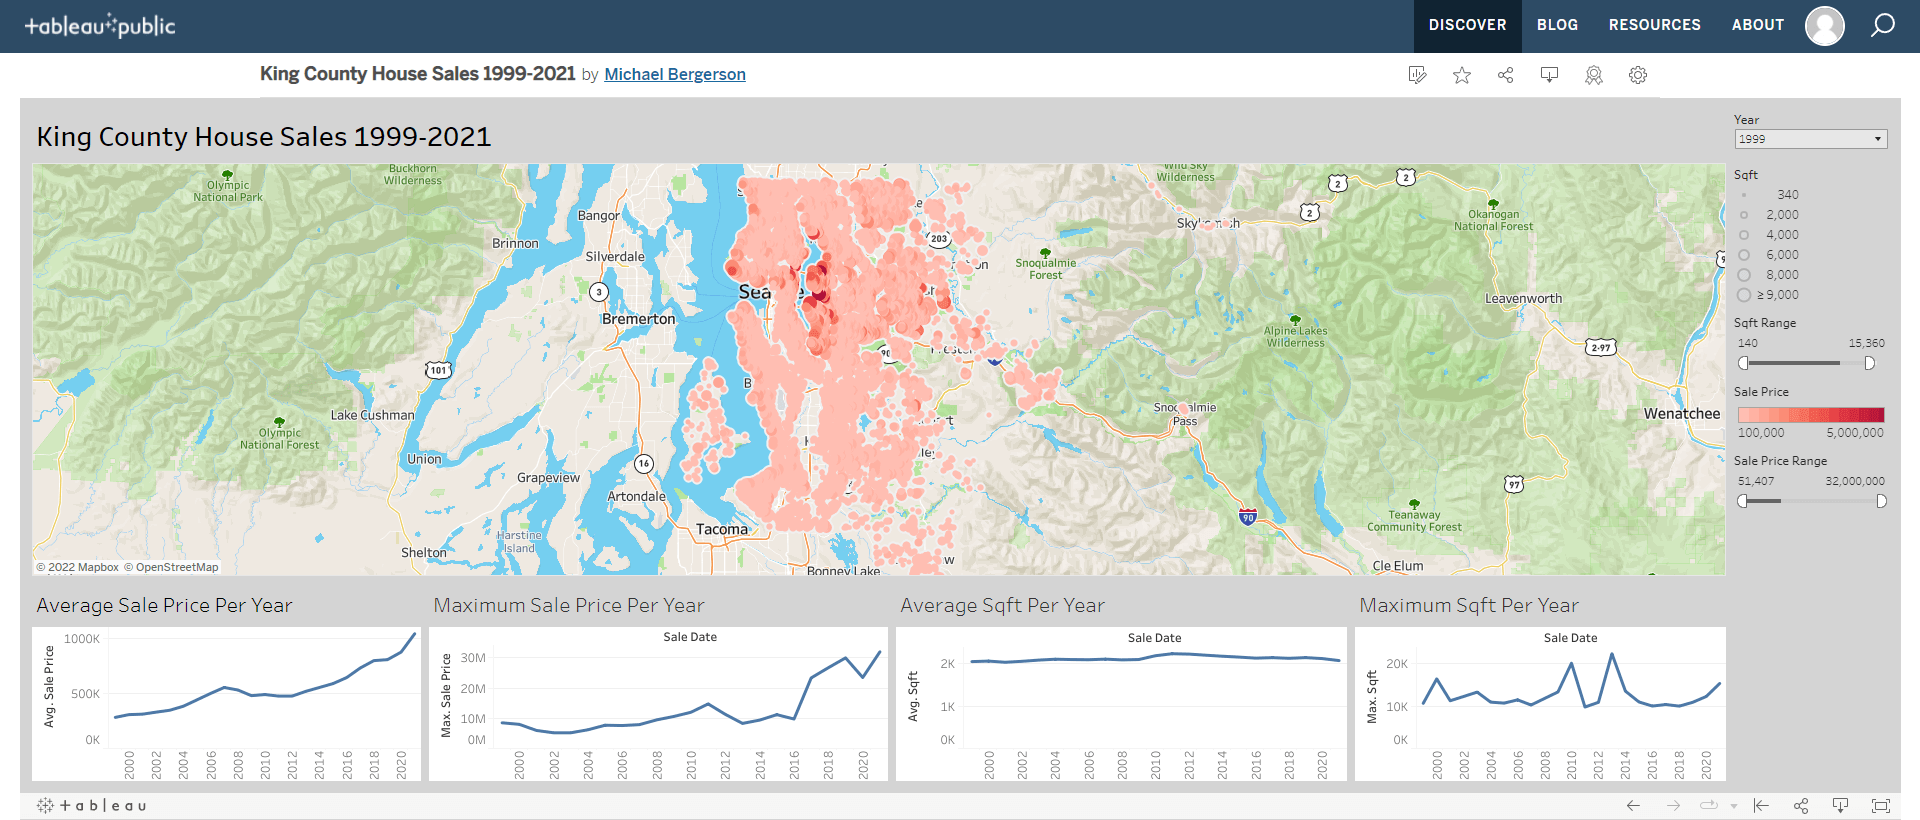 tableau public
DISCOVER
BLOG
RESOURCES
ABOUT
King County House Sales 1999-2021 by Michael Bergerson
King County House Sales 1999-2021
Year
1999
Sqft
340
2,000
4,000
6,000
8,000
≥ 9,000
Sqft Range
140
15,360
Sale Price
100,000
5,000,000
Sale Price Range
51,407
32,000,000
Olympic
National Park
Buckhorn
Wilderness
Bangor
Brinnon
Silverdale
3
Bremerton
101
Lake Cushman
Olympic
National Forest
Union
Grapeview
16
Artondale
Tacoma
Harstine
Island
Shelton
Bonney Lake
203
90
Wild Sky
Wilderness
2
2
2
Okanogan
National Forest
Snoqualmie
Forest
Leavenworth
Alpine Lakes
Wilderness
2-97
Wenatchee
Pass
97
90
Teanaway
Community Forest
Cle Elum
© 2022 Mapbox © OpenStreetMap
Average Sale Price Per Year
Avg. Sale Price
1000K
500K
0K
2000
2002
2004
2006
2008
2010
2012
2014
2016
2018
2020
Maximum Sale Price Per Year
Sale Date
Max. Sale Price
30M
20M
10M
0M
2000
2002
2004
2006
2008
2010
2012
2014
2016
2018
2020
Average Sqft Per Year
Sale Date
Avg. Sqft
2K
1K
0K
2000
2002
2004
2006
2008
2010
2012
2014
2016
2018
2020
Maximum Sqft Per Year
Sale Date
Max. Sqft
20K
10K
0K
2000
2002
2004
2006
2008
2010
2012
2014
2016
2018
2020
tableau